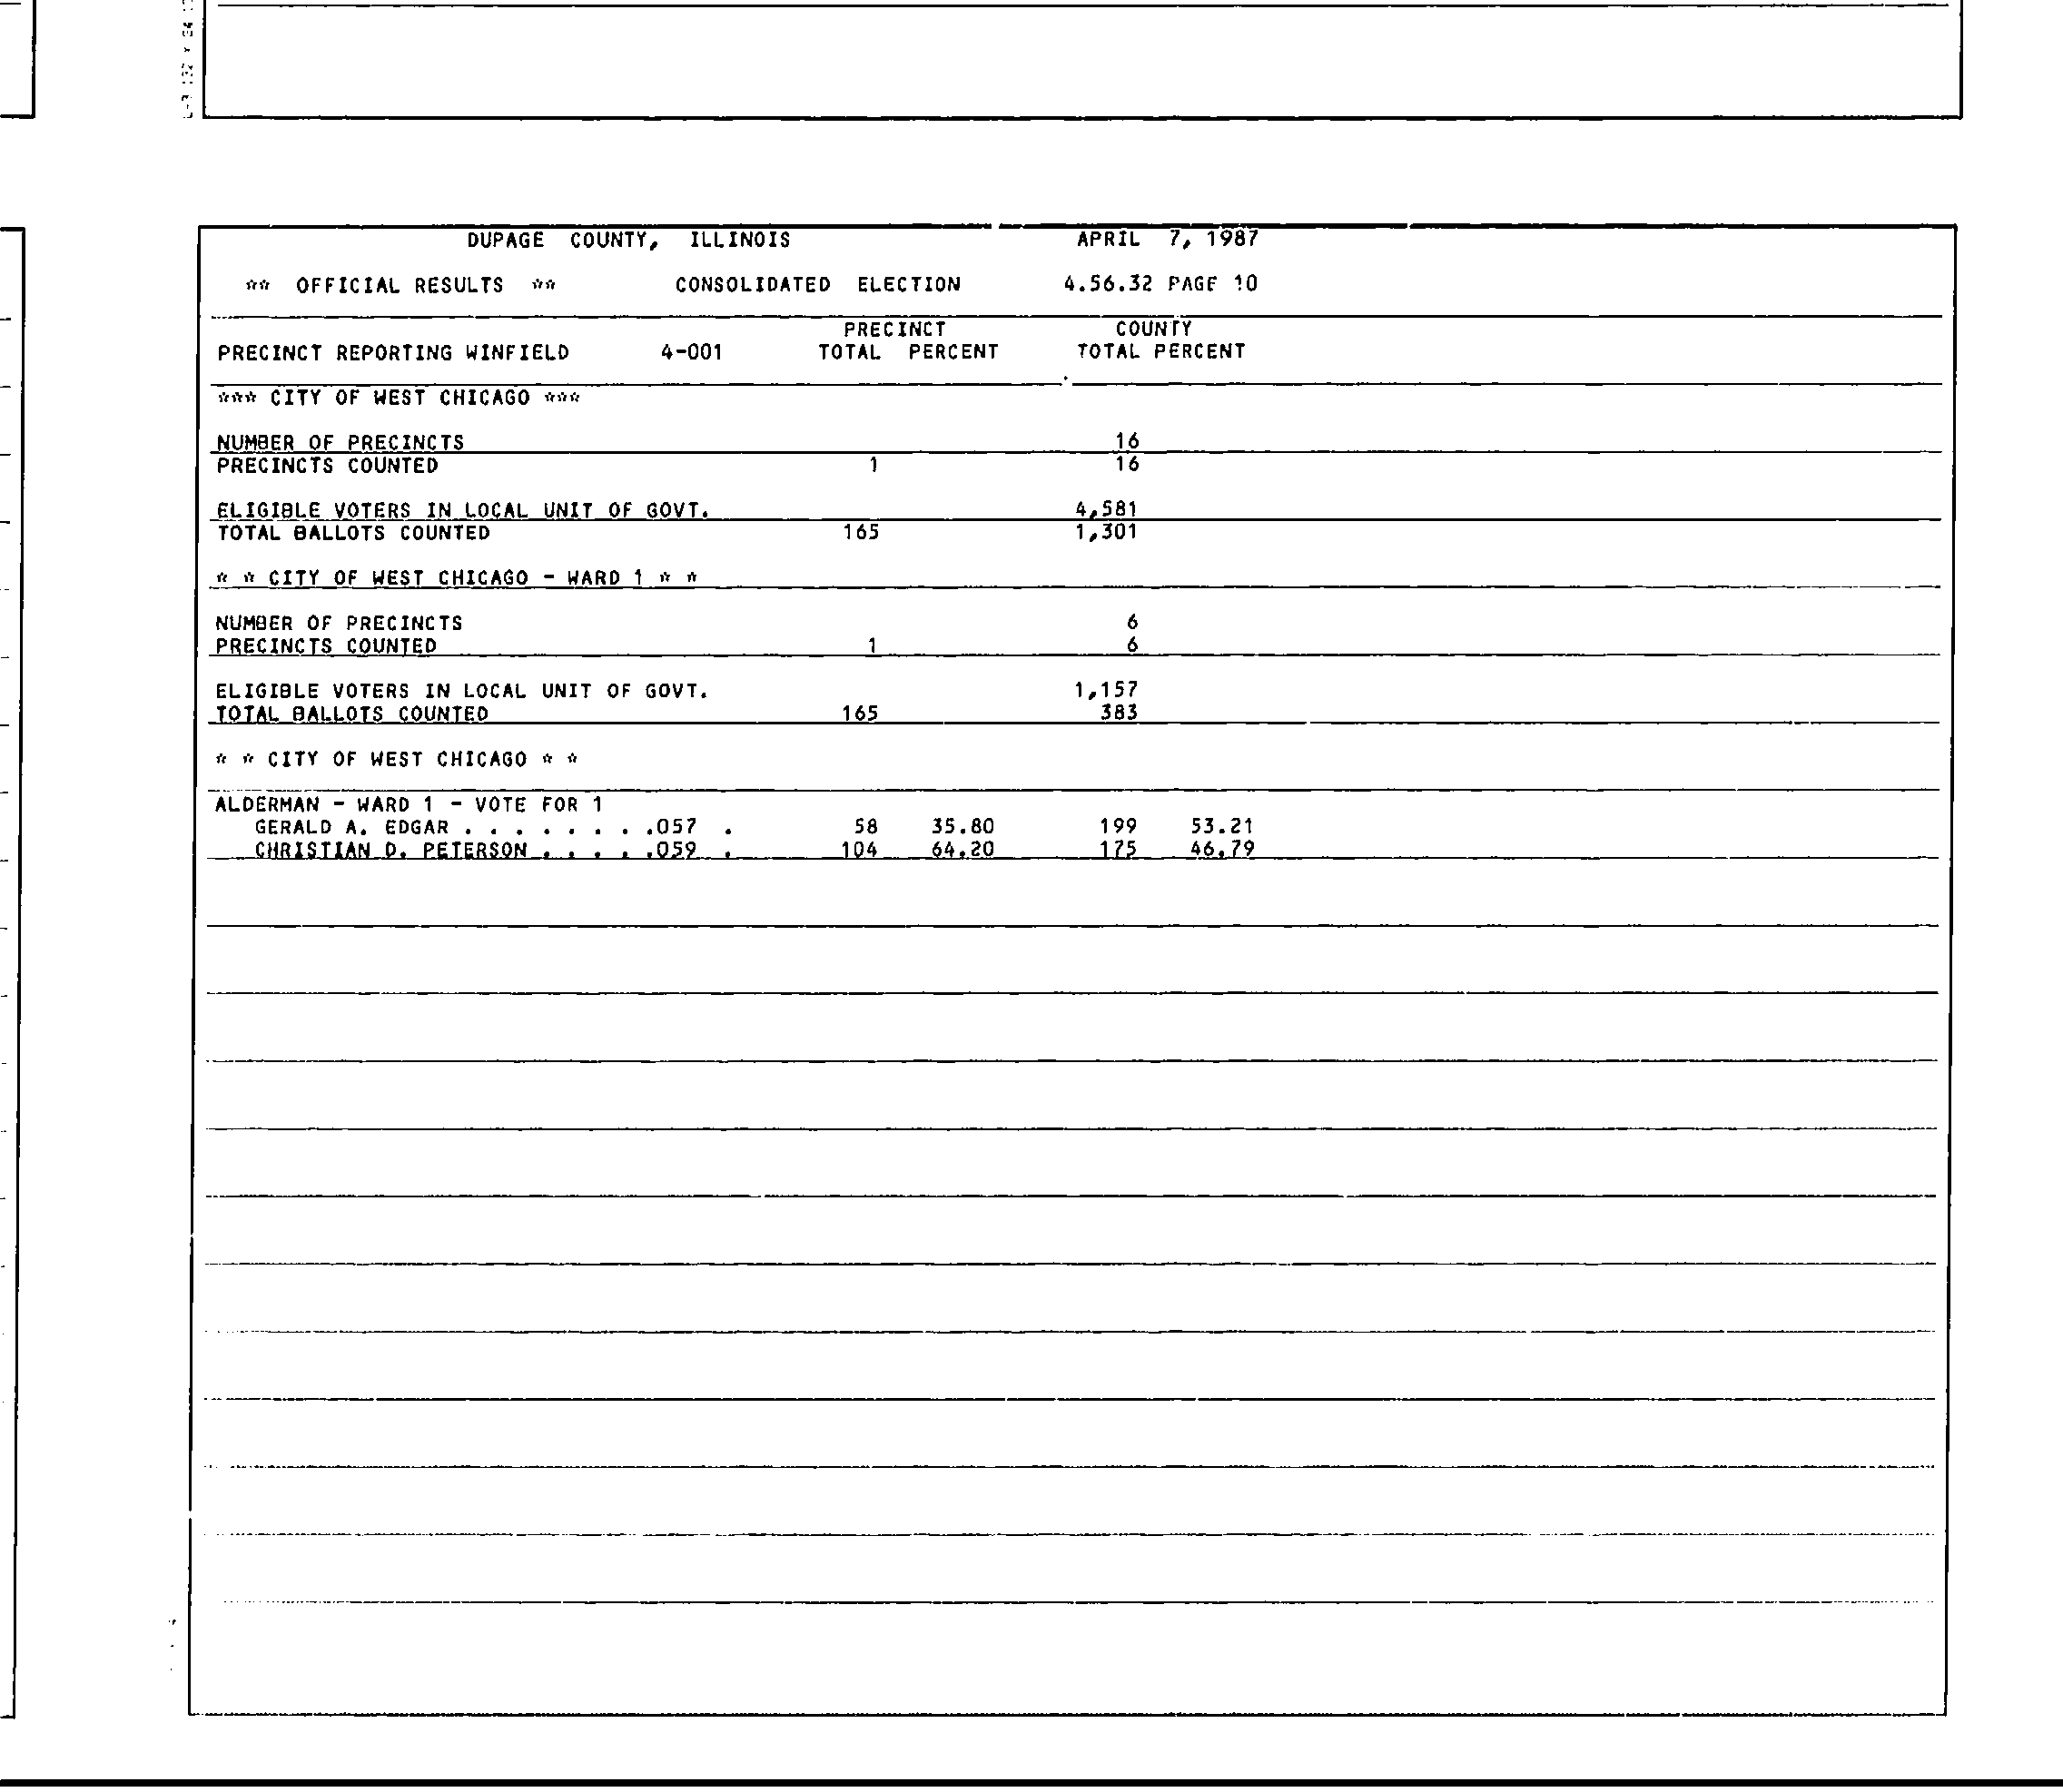 DUPAGE COUNTY, ILLINOIS APRIL 7, 1987
** OFFICIAL RESULTS ** CONSOLIDATED ELECTION 4.56.32 PAGE 10
PRECINCT COUNTY
PRECINCT REPORTING WINFIELD 4-001 TOTAL PERCENT TOTAL PERCENT
*** CITY OF WEST CHICAGO ***
NUMBER OF PRECINCTS 16
PRECINCTS COUNTED 1 16
ELIGIBLE VOTERS IN LOCAL UNIT OF GOVT. 4,581
TOTAL BALLOTS COUNTED 165 1,301
* * CITY OF WEST CHICAGO - WARD 1 * *
NUMBER OF PRECINCTS 6
PRECINCTS COUNTED 1 6
ELIGIBLE VOTERS IN LOCAL UNIT OF GOVT. 1,157
TOTAL BALLOTS COUNTED 165 383
* * CITY OF WEST CHICAGO * *
ALDERMAN - WARD 1 - VOTE FOR 1
GERALD A. EDGAR . . . . . . . .057 . 58 35.80 199 53.21
CHRISTIAN D. PETERSON . . . . .059 . 104 64.20 175 46.79